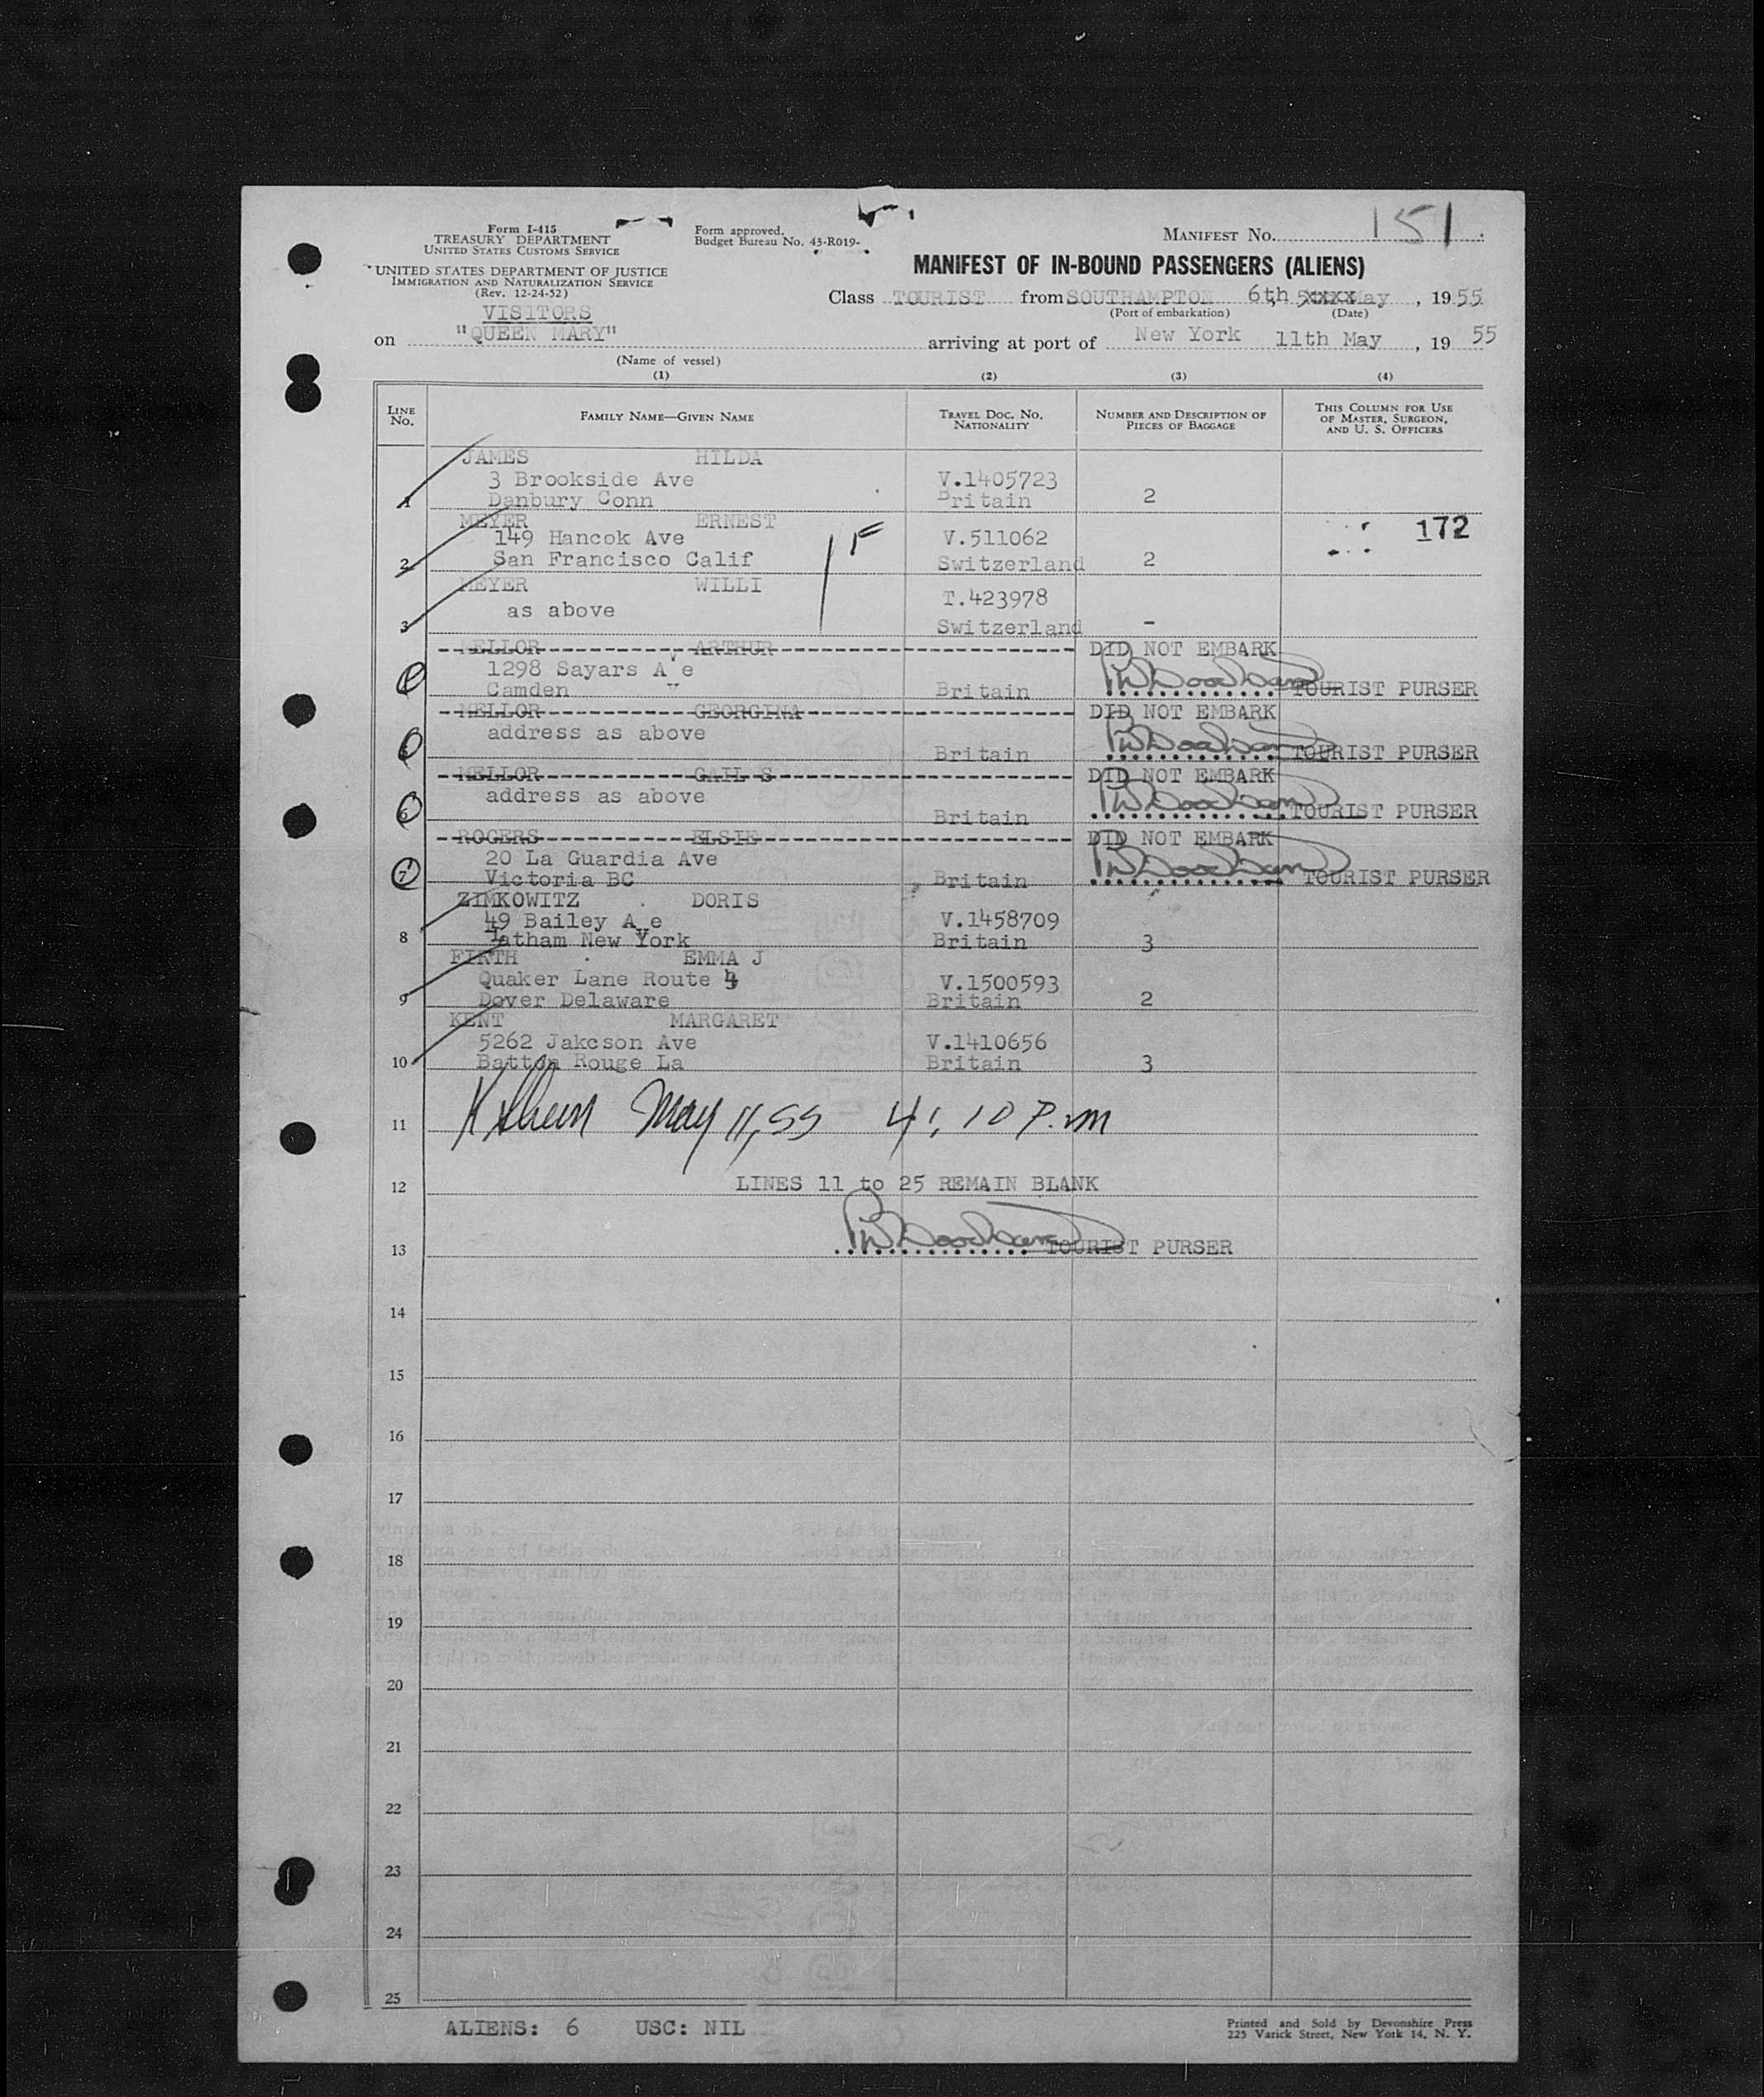 Form I-415
TREASURY DEPARTMENT
UNITED STATES CUSTOMS SERVICE
UNITED STATES DEPARTMENT OF JUSTICE
IMMIGRATION AND NATURALIZATION SERVICE
(Rev. 12-24-52)
Form approved.
Budget Bureau No. 43-R019-
MANIFEST No. 151
MANIFEST OF IN-BOUND PASSENGERS (ALIENS)
Class TOURIST from SOUTHAMPTON 6th May, 1955
(Port of embarkation) (Date)
VISITORS
on "QUEEN MARY" arriving at port of New York 11th May, 19 55
(Name of vessel)
(1) (2) (3) (4)
LINE No. FAMILY NAME—GIVEN NAME TRAVEL DOC. NO. NATIONALITY NUMBER AND DESCRIPTION OF PIECES OF BAGGAGE THIS COLUMN FOR USE OF MASTER, SURGEON, AND U. S. OFFICERS
JAMES HILDA
3 Brookside Ave V.1405723
1 Danbury Conn Britain 2
MEYER ERNEST 172
149 Hancok Ave V.511062
2 San Francisco Calif Switzerland 2
MEYER WILLI
as above T.423978
3 Switzerland -
MELLOR ARTHUR DID NOT EMBARK
1298 Sayars Ave
Camden Britain TOURIST PURSER
MELLOR GEORGINA DID NOT EMBARK
address as above
Britain TOURIST PURSER
MELLOR GAIL S DID NOT EMBARK
address as above
6 Britain TOURIST PURSER
ROGERS ELSIE DID NOT EMBARK
20 La Guardia Ave
7 Victoria BC Britain TOURIST PURSER
ZIMKOWITZ DORIS
49 Bailey Ave V.1458709
8 Latham New York Britain 3
FIRTH EMMA J
Quaker Lane Route 4 V.1500593
9 Dover Delaware Britain 2
KENT MARGARET
5262 Jakcson Ave V.1410656
10 Batton Rouge La Britain 3
11 May 11, 55 4:10 P.m
12 LINES 11 to 25 REMAIN BLANK
13 TOURIST PURSER
14
15
16
17
18
19
20
21
22
23
24
25
ALIENS: 6 USC: NIL
Printed and Sold by Devonshire Press
225 Varick Street, New York 14, N. Y.